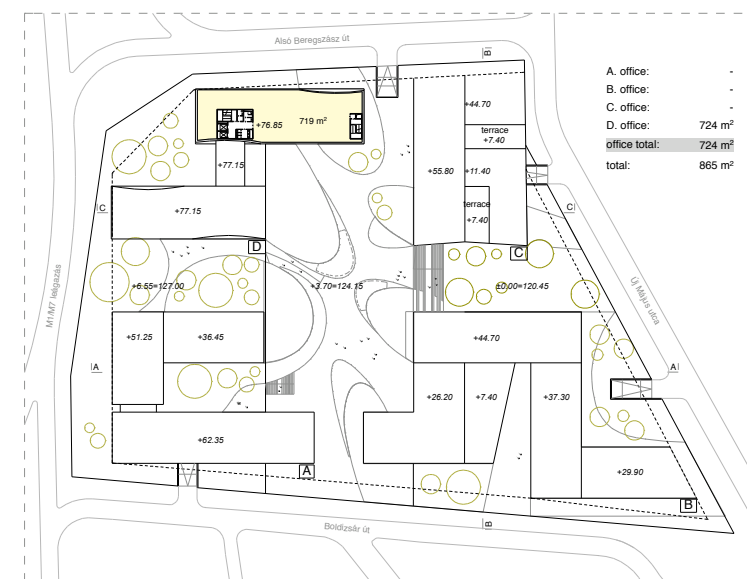 Alsó Beregszász út
B
A. office: -
B. office: -
C. office: -
D. office: 724 m²
office total: 724 m²
total: 865 m²
+44.70
719 m²
+76.85
terrace
+7.40
+77.15
+55.80
+11.40
+77.15
terrace
+7.40
C
C
D
C
M1/M7 leágazás
+6.55=127.00
+3.70=124.15
±0.00=120.45
Új Május utca
+51.25
+36.45
+44.70
A
A
+26.20
+7.40
+37.30
+62.35
A
+29.90
B
Boldizsár út
B